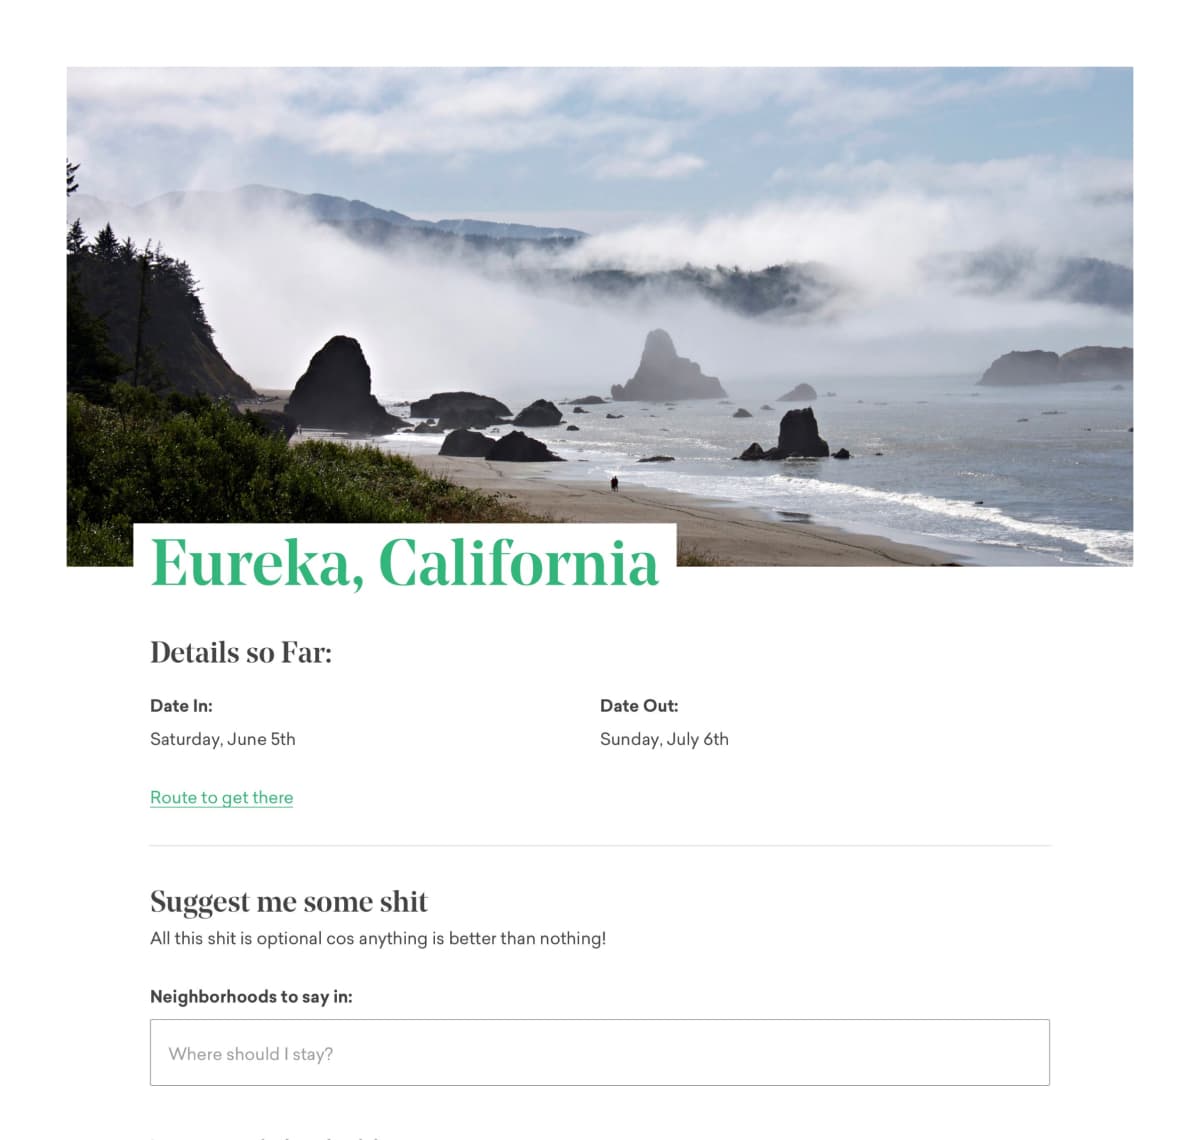 Eureka, California
Details so Far:
Date In:
Date Out:
Saturday, June 5th
Sunday, July 6th
Route to get there
Suggest me some shit
All this shit is optional cos anything is better than nothing!
Neighborhoods to say in:
Where should I stay?